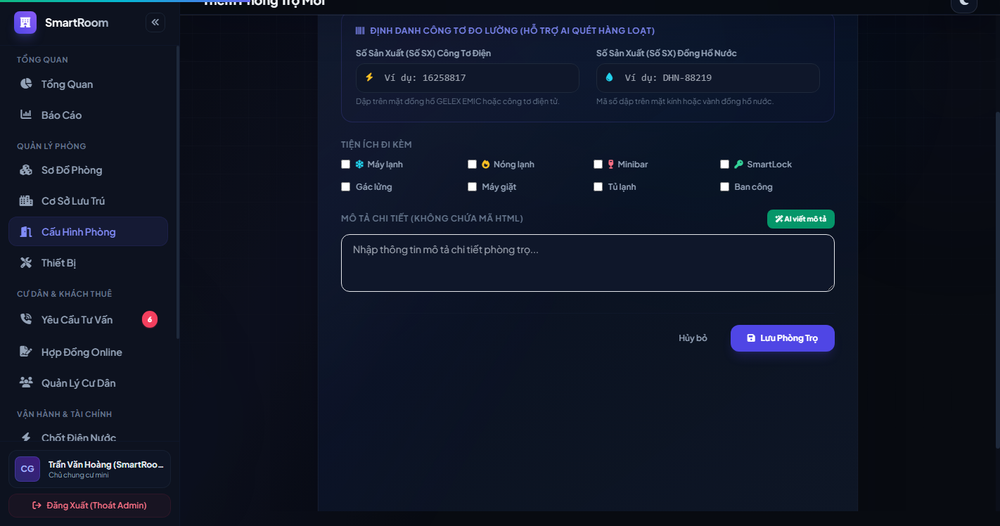 Thêm Phòng Trọ Mới
SmartRoom
TỔNG QUAN
Tổng Quan
Báo Cáo
QUẢN LÝ PHÒNG
Sơ Đồ Phòng
Cơ Sở Lưu Trú
Cấu Hình Phòng
Thiết Bị
CƯ DÂN & KHÁCH THUÊ
Yêu Cầu Tư Vấn
6
Hợp Đồng Online
Quản Lý Cư Dân
VẬN HÀNH & TÀI CHÍNH
Chốt Điện Nước
CG
Trần Văn Hoàng (SmartRoo...
Chủ chung cư mini
Đăng Xuất (Thoát Admin)
ĐỊNH DANH CÔNG TƠ ĐO LƯỜNG (HỖ TRỢ AI QUÉT HÀNG LOẠT)
Số Sản Xuất (Số SX) Công Tơ Điện
Số Sản Xuất (Số SX) Đồng Hồ Nước
Ví dụ: 16258817
Ví dụ: DHN-88219
Dập trên mặt đồng hồ GELEX EMIC hoặc công tơ điện tử.
Mã số dập trên mặt kính hoặc vành đồng hồ nước.
TIỆN ÍCH ĐI KÈM
Máy lạnh
Nóng lạnh
Minibar
SmartLock
Gác lửng
Máy giặt
Tủ lạnh
Ban công
MÔ TẢ CHI TIẾT (KHÔNG CHỨA MÃ HTML)
AI viết mô tả
Nhập thông tin mô tả chi tiết phòng trọ...
Hủy bỏ
Lưu Phòng Trọ